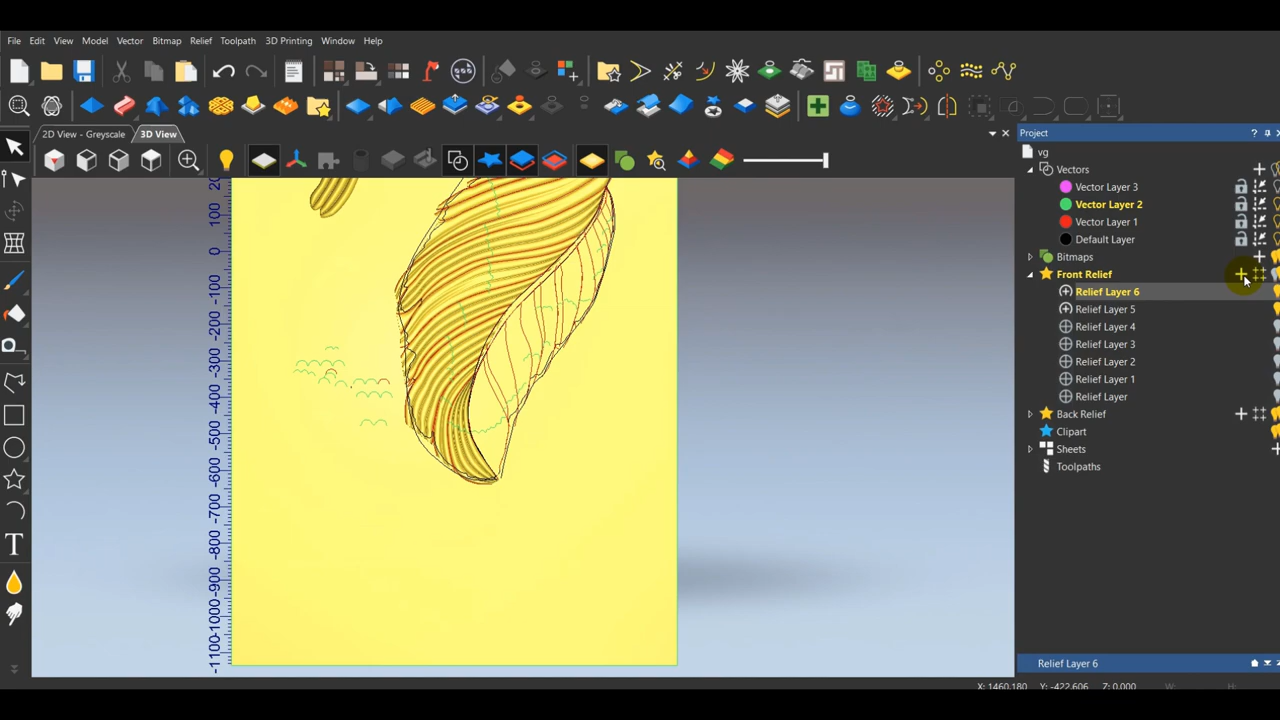 File Edit View Model Vector Bitmap Relief Toolpath 3D Printing Window Help
2D View - Greyscale 3D View
Project
vg
Vectors
Vector Layer 3
Vector Layer 2
Vector Layer 1
Default Layer
Bitmaps
Front Relief
Relief Layer 6
Relief Layer 5
Relief Layer 4
Relief Layer 3
Relief Layer 2
Relief Layer 1
Relief Layer
Back Relief
Clipart
Sheets
Toolpaths
100
0
-100
-200
-300
-400
-500
-600
-700
-800
-900
-1000
-1100
Relief Layer 6
X: 1460.180 Y: -422.606 Z: 0.000 W: H: